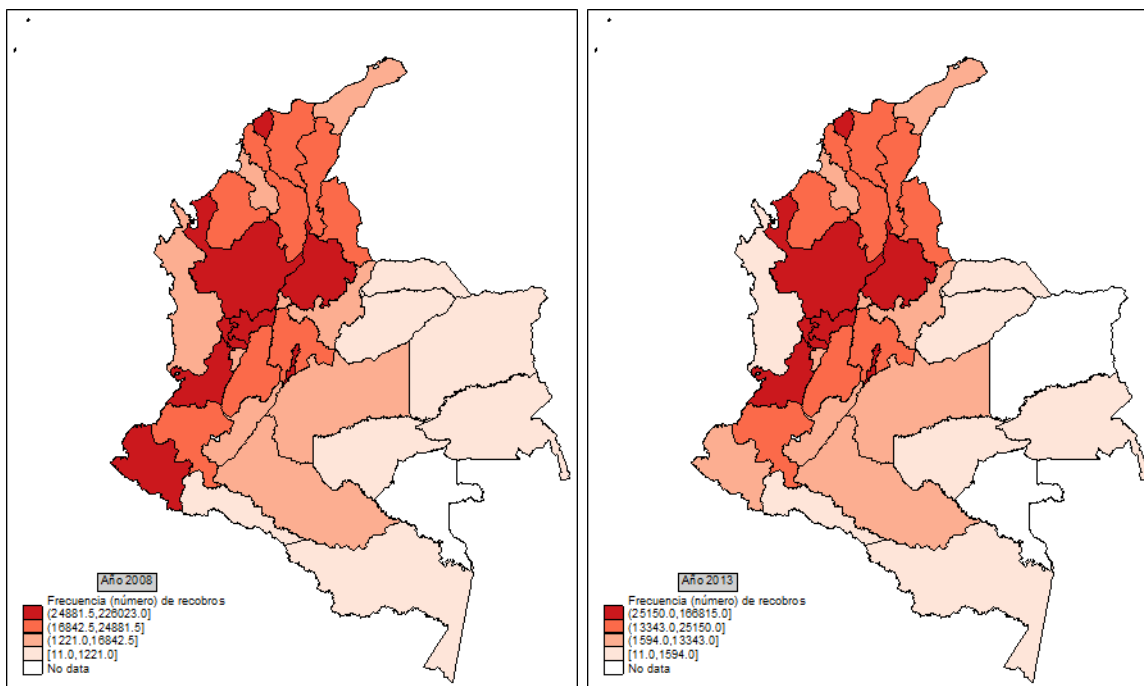 Año 2008
Frecuencia (número) de recobros
(24881.5,226023.0]
(16842.5,24881.5]
(1221.0,16842.5]
[11.0,1221.0]
No data
Año 2013
Frecuencia (número) de recobros
(25150.0,166815.0]
(13343.0,25150.0]
(1594.0,13343.0]
[11.0,1594.0]
No data